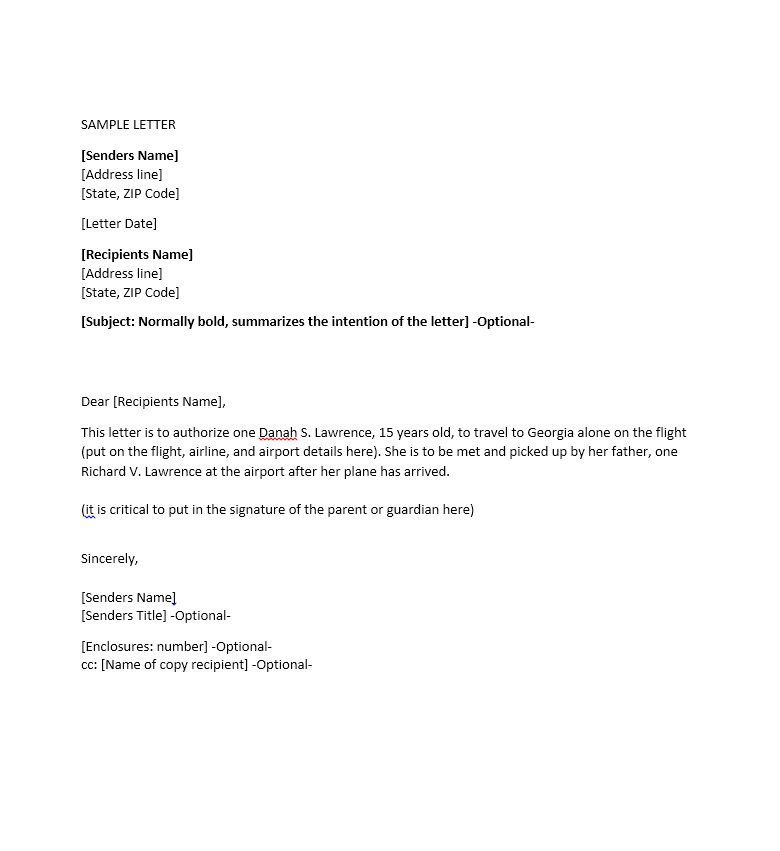 SAMPLE LETTER
[Senders Name]
[Address line]
[State, ZIP Code]
[Letter Date]
[Recipients Name]
[Address line]
[State, ZIP Code]
[Subject: Normally bold, summarizes the intention of the letter] -Optional-
Dear [Recipients Name],
This letter is to authorize one Danah S. Lawrence, 15 years old, to travel to Georgia alone on the flight
(put on the flight, airline, and airport details here). She is to be met and picked up by her father, one
Richard V. Lawrence at the airport after her plane has arrived.
(it is critical to put in the signature of the parent or guardian here)
Sincerely,
[Senders Name]
[Senders Title] -Optional-
[Enclosures: number] -Optional-
cc: [Name of copy recipient] -Optional-